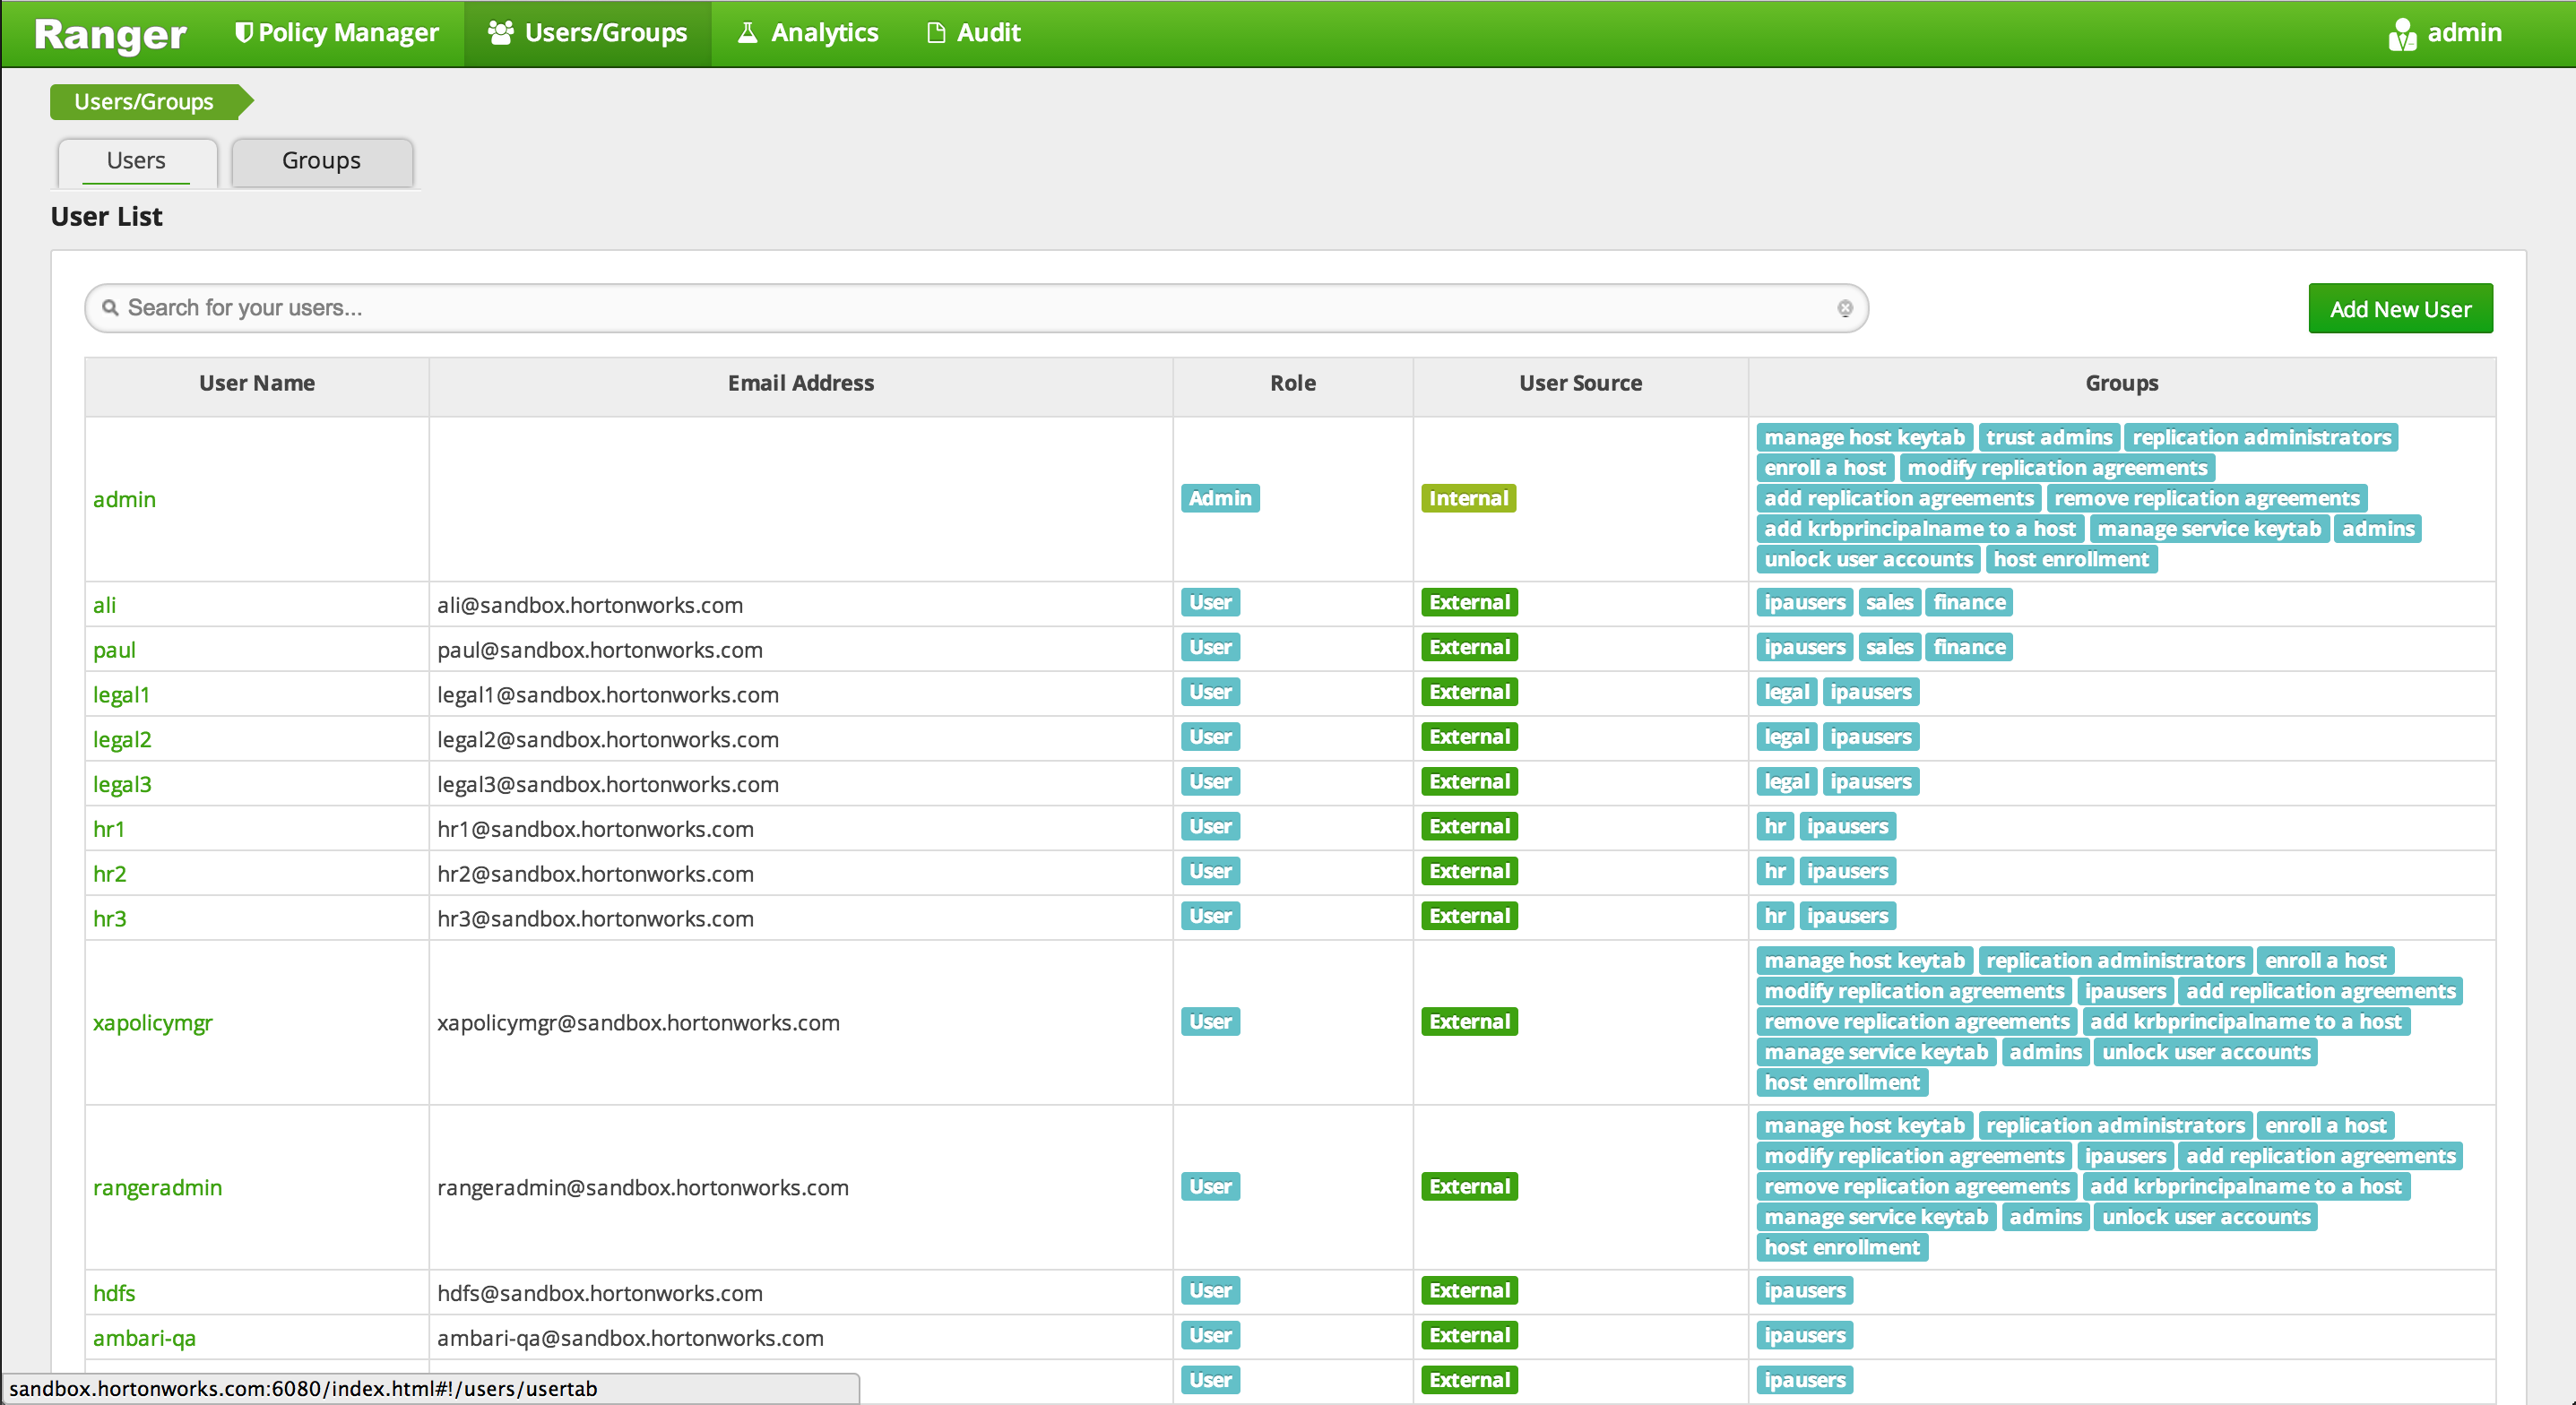 Ranger Policy Manager Users/Groups Analytics Audit admin
Users/Groups
Users Groups
User List
Search for your users... Add New User
User Name Email Address Role User Source Groups
manage host keytab trust admins replication administrators
enroll a host modify replication agreements
admin Admin Internal add replication agreements remove replication agreements
add krbprincipalname to a host manage service keytab admins
unlock user accounts host enrollment
ali ali@sandbox.hortonworks.com User External ipausers sales finance
paul paul@sandbox.hortonworks.com User External ipausers sales finance
legal1 legal1@sandbox.hortonworks.com User External legal ipausers
legal2 legal2@sandbox.hortonworks.com User External legal ipausers
legal3 legal3@sandbox.hortonworks.com User External legal ipausers
hr1 hr1@sandbox.hortonworks.com User External hr ipausers
hr2 hr2@sandbox.hortonworks.com User External hr ipausers
hr3 hr3@sandbox.hortonworks.com User External hr ipausers
manage host keytab replication administrators enroll a host
modify replication agreements ipausers add replication agreements
xapolicymgr xapolicymgr@sandbox.hortonworks.com User External remove replication agreements add krbprincipalname to a host
manage service keytab admins unlock user accounts
host enrollment
manage host keytab replication administrators enroll a host
modify replication agreements ipausers add replication agreements
rangeradmin rangeradmin@sandbox.hortonworks.com User External remove replication agreements add krbprincipalname to a host
manage service keytab admins unlock user accounts
host enrollment
hdfs hdfs@sandbox.hortonworks.com User External ipausers
ambari-qa ambari-qa@sandbox.hortonworks.com User External ipausers
User External ipausers
sandbox.hortonworks.com:6080/index.html#!/users/usertab